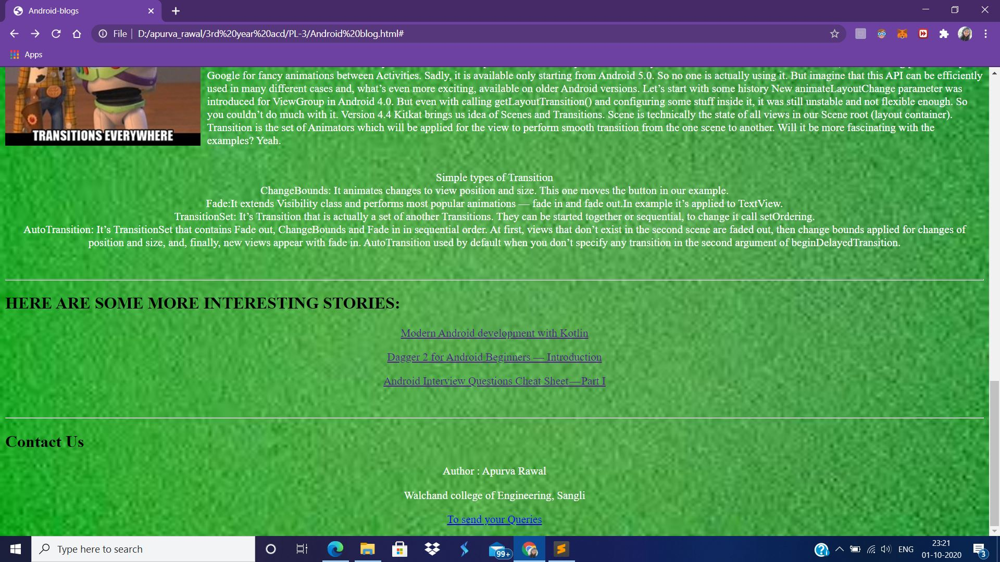 Android-blogs
File
D:/apurva_rawal/3rd%20year%20acd/PL-3/Android%20blog.html#
Apps
TRANSITIONS EVERYWHERE
Google for fancy animations between Activities. Sadly, it is available only starting from Android 5.0. So no one is actually using it. But imagine that this API can be efficiently
used in many different cases and, what’s even more exciting, available on older Android versions. Let’s start with some history New animateLayoutChange parameter was
introduced for ViewGroup in Android 4.0. But even with calling getLayoutTransition() and configuring some stuff inside it, it was still unstable and not flexible enough. So
you couldn’t do much with it. Version 4.4 Kitkat brings us idea of Scenes and Transitions. Scene is technically the state of all views in our Scene root (layout container).
Transition is the set of Animators which will be applied for the view to perform smooth transition from the one scene to another. Will it be more fascinating with the
examples? Yeah.
Simple types of Transition
ChangeBounds: It animates changes to view position and size. This one moves the button in our example.
Fade:It extends Visibility class and performs most popular animations — fade in and fade out.In example it’s applied to TextView.
TransitionSet: It’s Transition that is actually a set of another Transitions. They can be started together or sequential, to change it call setOrdering.
AutoTransition: It’s TransitionSet that contains Fade out, ChangeBounds and Fade in in sequential order. At first, views that don’t exist in the second scene are faded out, then change bounds applied for changes of
position and size, and, finally, new views appear with fade in. AutoTransition used by default when you don’t specify any transition in the second argument of beginDelayedTransition.
HERE ARE SOME MORE INTERESTING STORIES:
Modern Android development with Kotlin
Dagger 2 for Android Beginners — Introduction
Android Interview Questions Cheat Sheet — Part I
Contact Us
Author : Apurva Rawal
Walchand college of Engineering, Sangli
To send your Queries
Type here to search
99+
ENG
23:21
01-10-2020
3